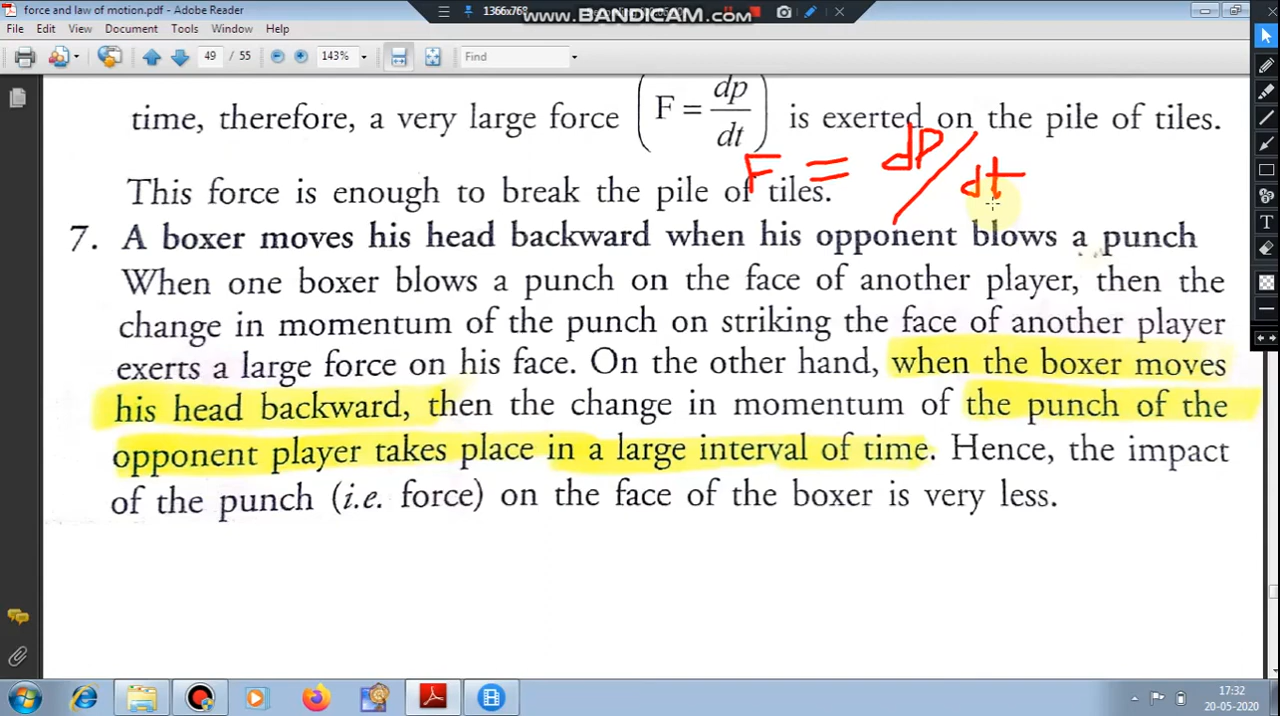 force and law of motion.pdf - Adobe Reader
1366x768
www.BANDICAM.com
File Edit View Document Tools Window Help
49 / 55 143% Find
time, therefore, a very large force (F = dp/dt) is exerted on the pile of tiles.
F = dP/dt
This force is enough to break the pile of tiles.
7. A boxer moves his head backward when his opponent blows a punch
When one boxer blows a punch on the face of another player, then the
change in momentum of the punch on striking the face of another player
exerts a large force on his face. On the other hand, when the boxer moves
his head backward, then the change in momentum of the punch of the
opponent player takes place in a large interval of time. Hence, the impact
of the punch (i.e. force) on the face of the boxer is very less.
17:32
20-05-2020